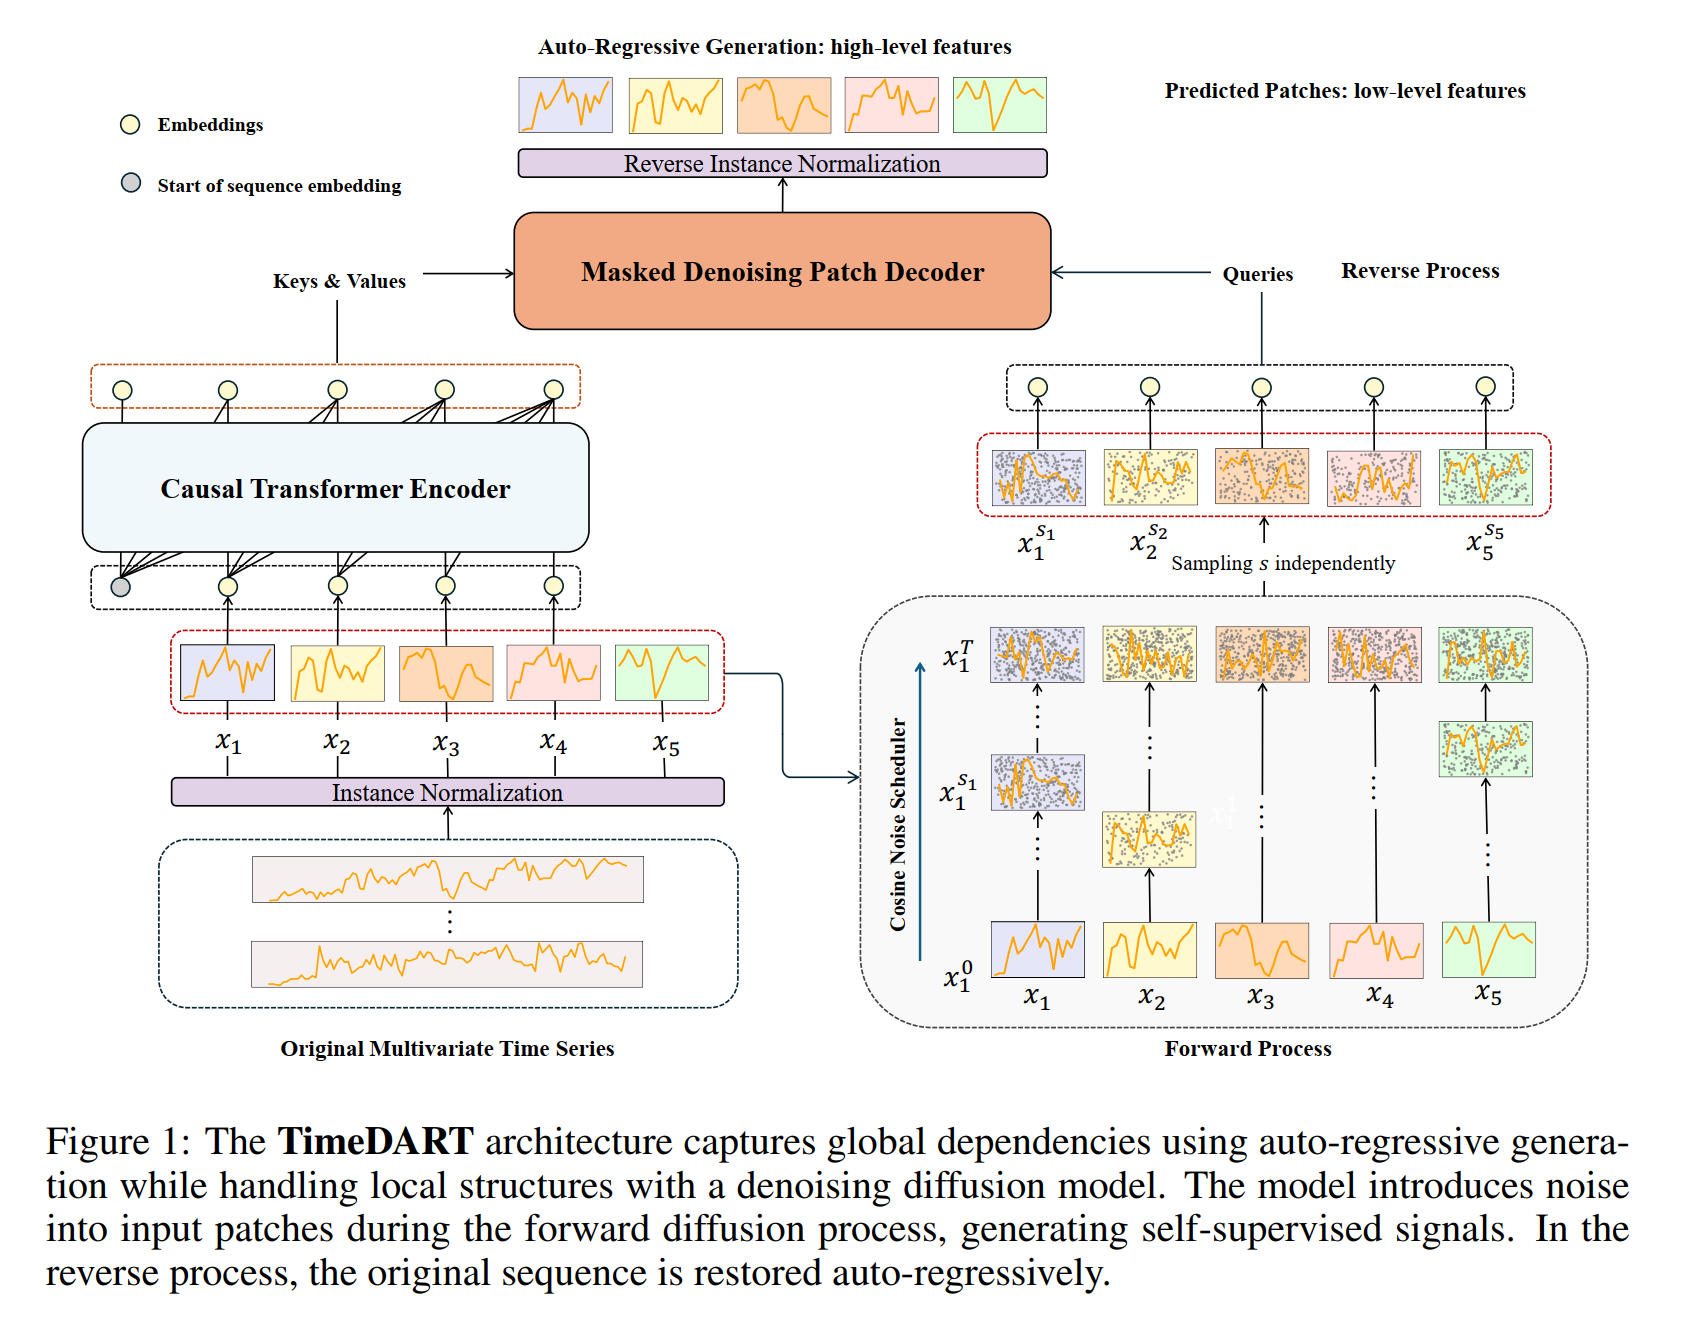 Auto-Regressive Generation: high-level features
Predicted Patches: low-level features
Embeddings
Start of sequence embedding
Reverse Instance Normalization
Masked Denoising Patch Decoder
Keys & Values
Queries
Reverse Process
Causal Transformer Encoder
x_1^{s_1} x_2^{s_2} x_5^{s_5}
Sampling s independently
x_1 x_2 x_3 x_4 x_5
Instance Normalization
Original Multivariate Time Series
x_1^T
x_1^{s_1}
x_1^0
Cosine Noise Scheduler
x_1 x_2 x_3 x_4 x_5
Forward Process
Figure 1: The TimeDART architecture captures global dependencies using auto-regressive genera-
tion while handling local structures with a denoising diffusion model. The model introduces noise
into input patches during the forward diffusion process, generating self-supervised signals. In the
reverse process, the original sequence is restored auto-regressively.